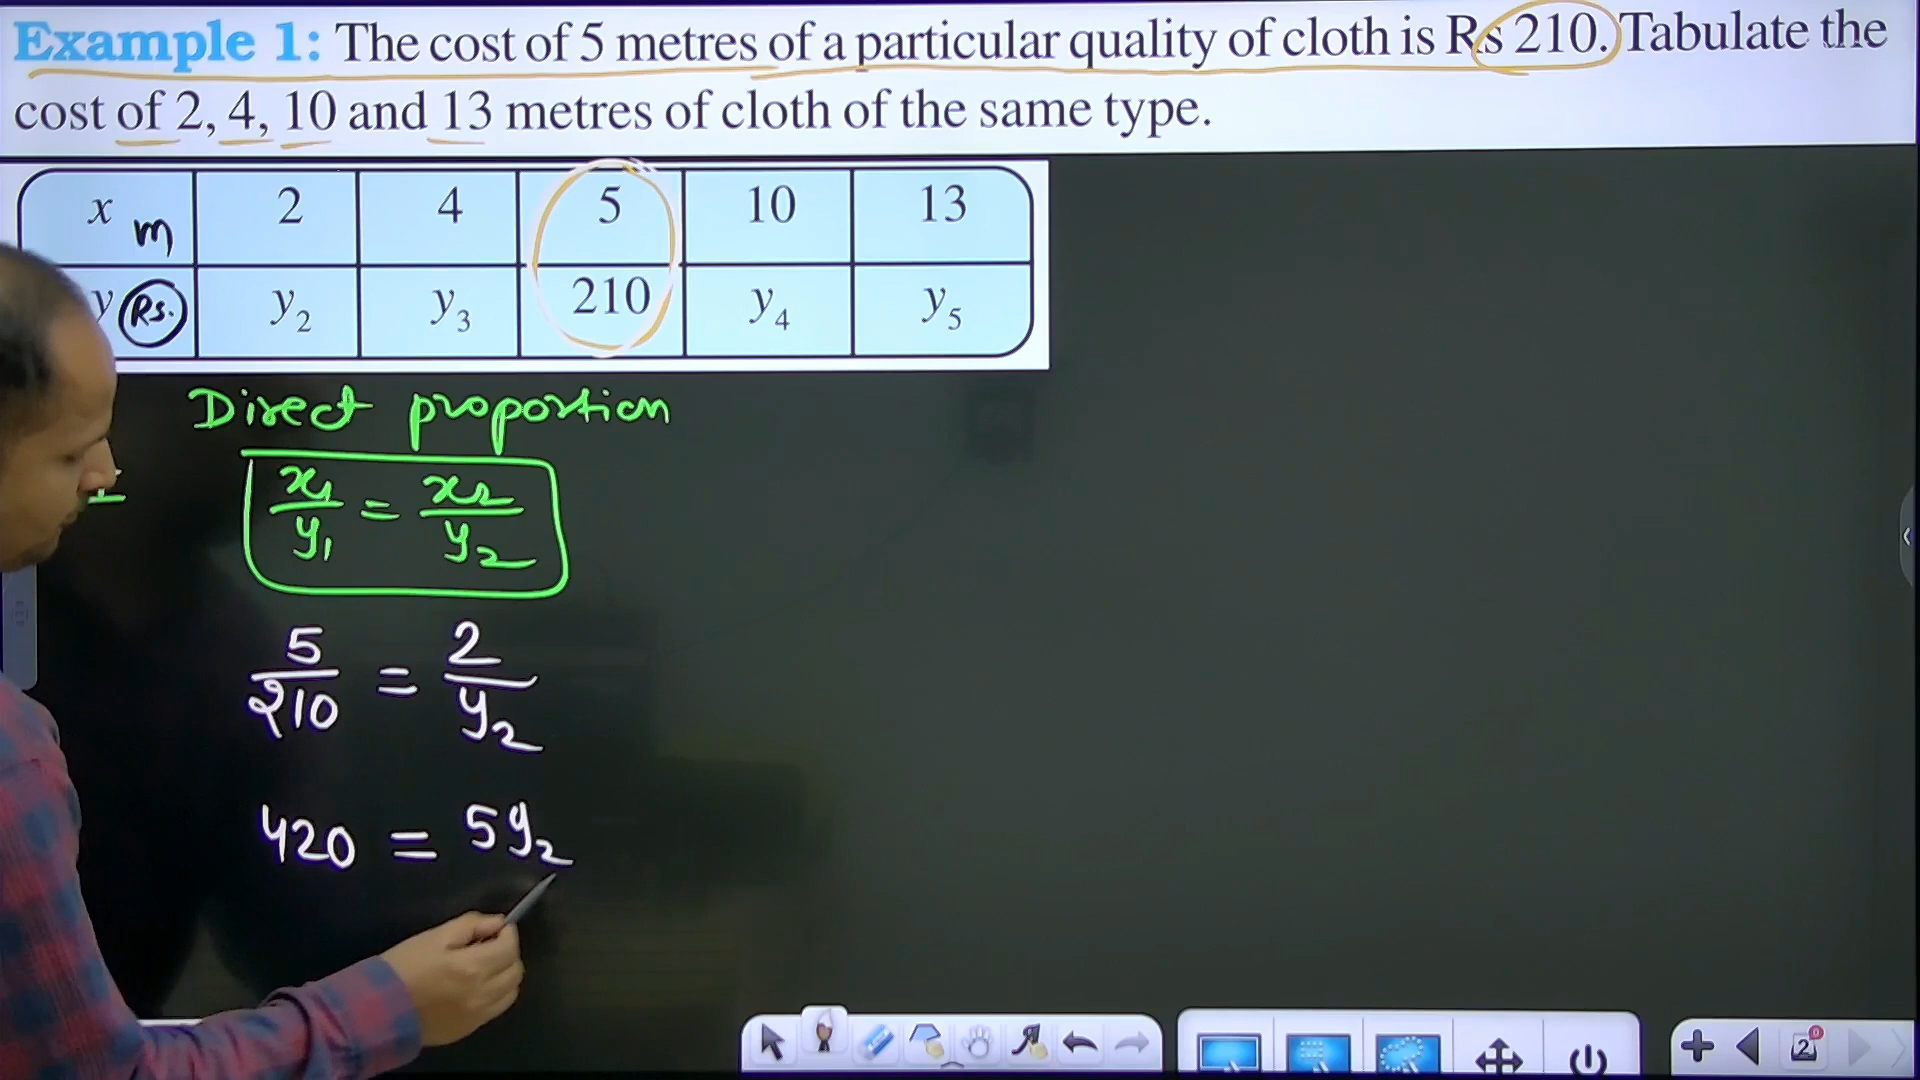 Example 1: The cost of 5 metres of a particular quality of cloth is Rs 210. Tabulate the
cost of 2, 4, 10 and 13 metres of cloth of the same type.
x m 2 4 5 10 13
y Rs. y₂ y₃ 210 y₄ y₅
Direct proportion
x₁/y₁ = x₂/y₂
5/210 = 2/y₂
420 = 5y₂
2